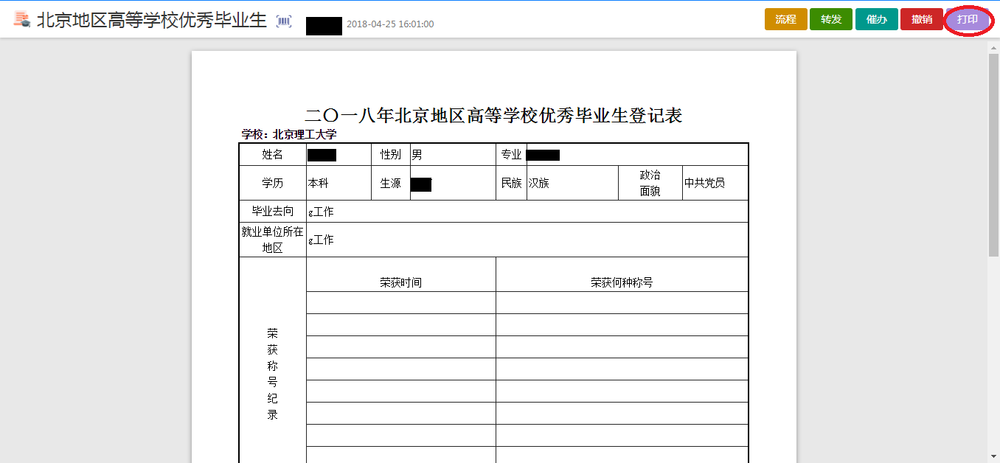 北京地区高等学校优秀毕业生 2018-04-25 16:01:00 流程 转发 催办 撤销 打印
二〇一八年北京地区高等学校优秀毕业生登记表
学校：北京理工大学
姓名 性别 男 专业
学历 本科 生源 民族 汉族 政治面貌 中共党员
毕业去向 g工作
就业单位所在
地区 g工作
荣获时间 荣获何种称号
荣
获
称
号
纪
录